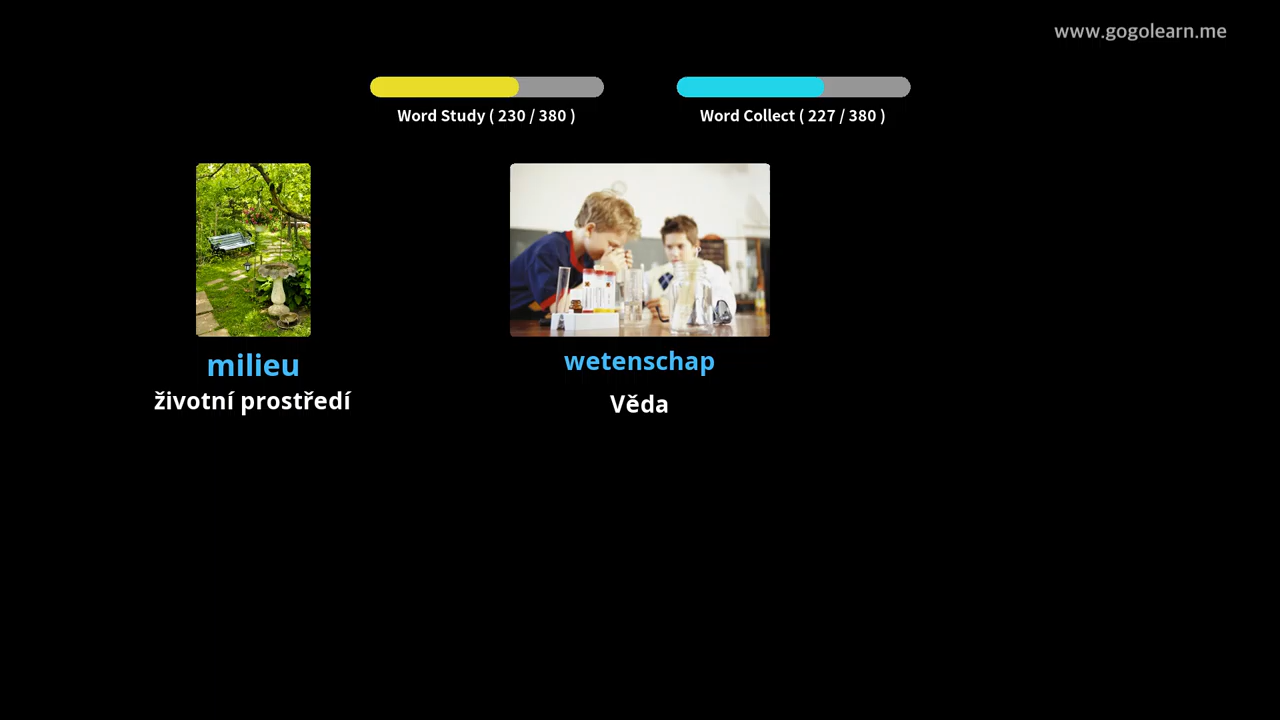 www.gogolearn.me
Word Study ( 230 / 380 )
Word Collect ( 227 / 380 )
milieu
životní prostředí
wetenschap
Věda